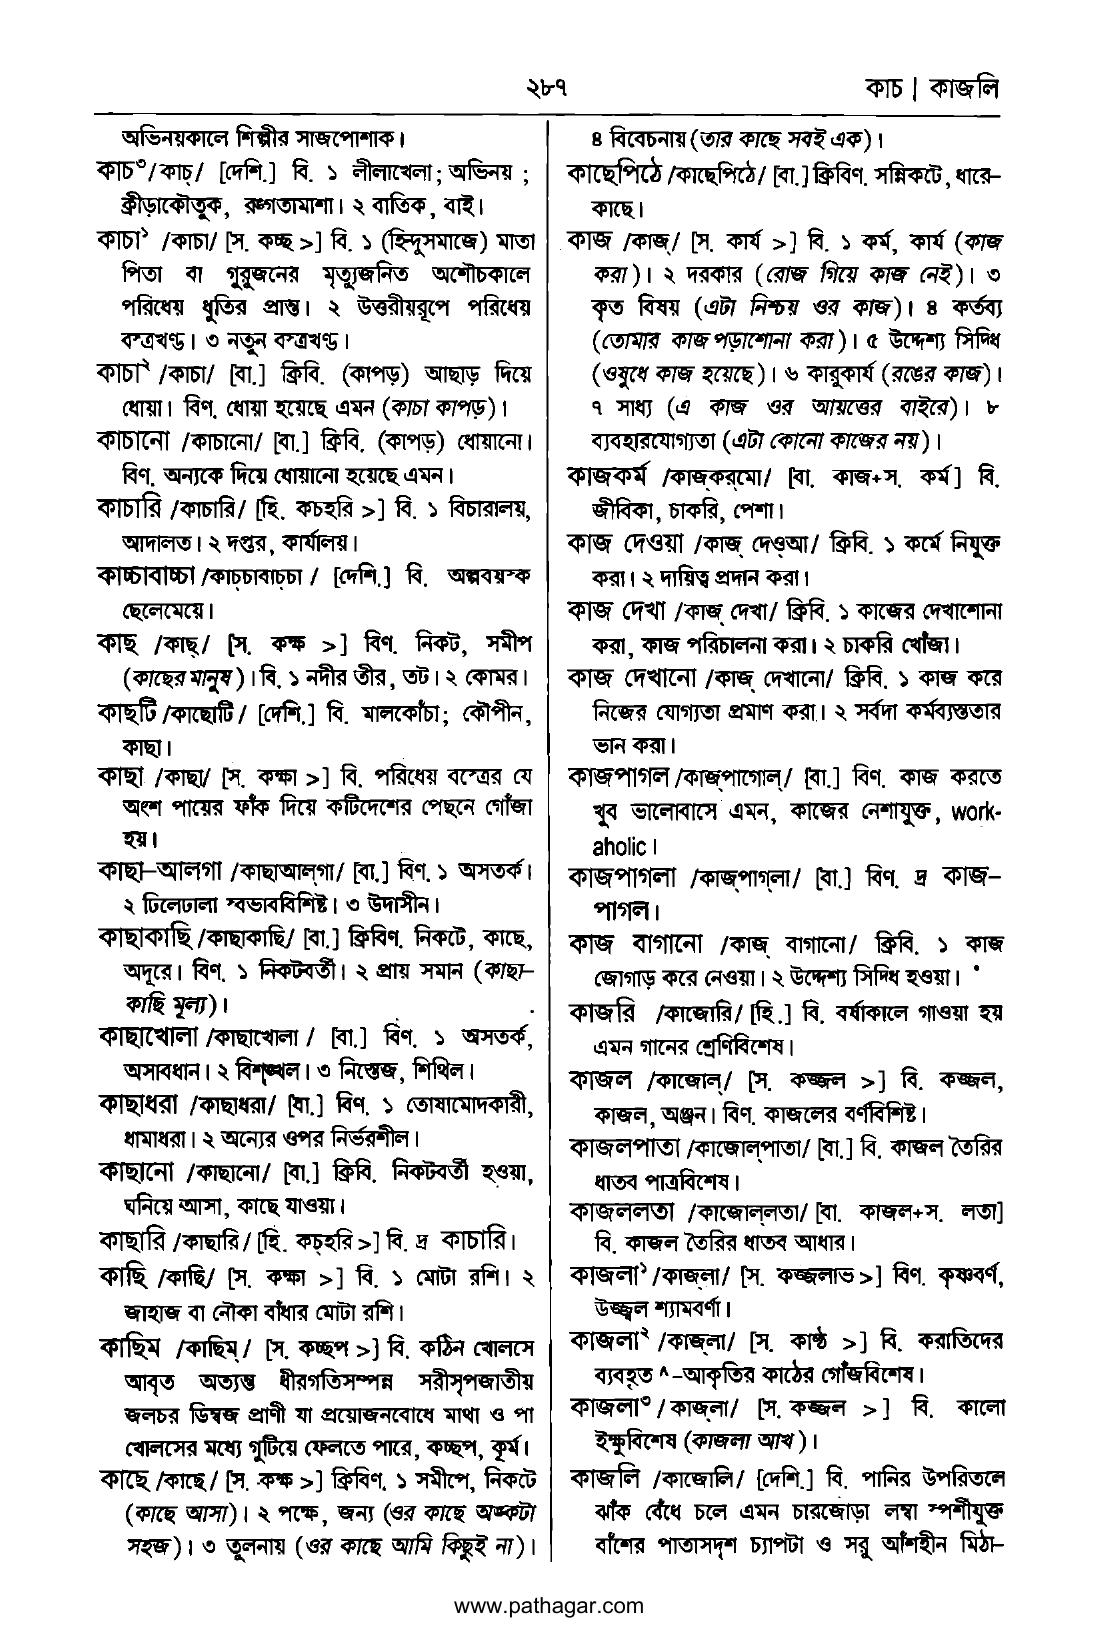 ২৮৭
কাচ | কাজলি
অভিনয়কালে শিল্পীর সাজপোশাক।
কাচ৩ /কাচ্/ [দেশি.] বি. ১ লীলাখেলা; অভিনয় ;
ক্রীড়াকৌতুক, রঙ্গতামাশা। ২ বাতিক, বাই।
কাচা১ /কাচা/ [স. কচ্ছ >] বি. ১ (হিন্দুসমাজে) মাতা
পিতা বা গুরুজনের মৃত্যুজনিত অশৌচকালে
পরিধেয় ধুতির প্রান্ত। ২ উত্তরীয়রূপে পরিধেয়
বস্ত্রখণ্ড। ৩ নতুন বস্ত্রখণ্ড।
কাচা২ /কাচা/ [বা.] ক্রিবি. (কাপড়) আছাড় দিয়ে
ধোয়া। বিণ. ধোয়া হয়েছে এমন (কাচা কাপড়)।
কাচানো /কাচানো/ [বা.] ক্রিবি. (কাপড়) ধোয়ানো।
বিণ. অন্যকে দিয়ে ধোয়ানো হয়েছে এমন।
কাচারি /কাচারি/ [হি. কচহরি >] বি. ১ বিচারালয়,
আদালত। ২ দপ্তর, কার্যালয়।
কাচ্চাবাচ্চা /কাচ্চাবাচ্চা / [দেশি.] বি. অল্পবয়স্ক
ছেলেমেয়ে।
কাছ /কাছ্/ [স. কক্ষ >] বিণ. নিকট, সমীপ
(কাছের মানুষ)। বি. ১ নদীর তীর, তট। ২ কোমর।
কাছটি /কাছোটি/ [দেশি.] বি. মালকোঁচা; কৌপীন,
কাছা।
কাছা /কাছা/ [স. কক্ষা >] বি. পরিধেয় বস্ত্রের যে
অংশ পায়ের ফাঁক দিয়ে কটিদেশের পেছনে গোঁজা
হয়।
কাছা–আলগা /কাছাআল্‌গা/ [বা.] বিণ. ১ অসতর্ক।
২ ঢিলেঢালা স্বভাববিশিষ্ট। ৩ উদাসীন।
কাছাকাছি /কাছাকাছি/ [বা.] ক্রিবিণ. নিকটে, কাছে,
অদূরে। বিণ. ১ নিকটবর্তী। ২ প্রায় সমান (কাছা–
কাছি মূল্য)।
কাছাখোলা /কাছাখোলা / [বা.] বিণ. ১ অসতর্ক,
অসাবধান। ২ বিশৃঙ্খল। ৩ নিস্তেজ, শিথিল।
কাছাধরা /কাছাধরা/ [বা.] বিণ. ১ তোষামোদকারী,
ধামাধরা। ২ অন্যের ওপর নির্ভরশীল।
কাছানো /কাছানো/ [বা.] ক্রিবি. নিকটবর্তী হওয়া,
ঘনিয়ে আসা, কাছে যাওয়া।
কাছারি /কাছারি/ [হি. কচ্‌হরি >] বি. দ্র কাচারি।
কাছি /কাছি/ [স. কক্ষা >] বি. ১ মোটা রশি। ২
জাহাজ বা নৌকা বাঁধার মোটা রশি।
কাছিম /কাছিম্/ [স. কচ্ছপ >] বি. কঠিন খোলসে
আবৃত অত্যন্ত ধীরগতিসম্পন্ন সরীসৃপজাতীয়
জলচর ডিম্বজ প্রাণী যা প্রয়োজনবোধে মাথা ও পা
খোলসের মধ্যে গুটিয়ে ফেলতে পারে, কচ্ছপ, কূর্ম।
কাছে /কাছে/ [স. কক্ষ >] ক্রিবিণ. ১ সমীপে, নিকটে
(কাছে আসা)। ২ পক্ষে, জন্য (ওর কাছে অঙ্কটা
সহজ)। ৩ তুলনায় (ওর কাছে আমি কিছুই না)।
৪ বিবেচনায় (তার কাছে সবই এক)।
কাছেপিঠে /কাছেপিঠে/ [বা.] ক্রিবিণ. সন্নিকটে, ধারে–
কাছে।
কাজ /কাজ্/ [স. কার্য >] বি. ১ কর্ম, কার্য (কাজ
করা)। ২ দরকার (রোজ গিয়ে কাজ নেই)। ৩
কৃত বিষয় (এটা নিশ্চয় ওর কাজ)। ৪ কর্তব্য
(তোমার কাজ পড়াশোনা করা)। ৫ উদ্দেশ্য সিদ্ধি
(ওষুধে কাজ হয়েছে)। ৬ কারুকার্য (রঙের কাজ)।
৭ সাধ্য (এ কাজ ওর আয়ত্তের বাইরে)। ৮
ব্যবহারযোগ্যতা (এটা কোনো কাজের নয়)।
কাজকর্ম /কাজ্‌কর্‌মো/ [বা. কাজ+স. কর্ম] বি.
জীবিকা, চাকরি, পেশা।
কাজ দেওয়া /কাজ্ দেওআ/ ক্রিবি. ১ কর্মে নিযুক্ত
করা। ২ দায়িত্ব প্রদান করা।
কাজ দেখা /কাজ্ দেখা/ ক্রিবি. ১ কাজের দেখাশোনা
করা, কাজ পরিচালনা করা। ২ চাকরি খোঁজা।
কাজ দেখানো /কাজ্ দেখানো/ ক্রিবি. ১ কাজ করে
নিজের যোগ্যতা প্রমাণ করা। ২ সর্বদা কর্মব্যস্ততার
ভান করা।
কাজপাগল /কাজ্‌পাগোল্/ [বা.] বিণ. কাজ করতে
খুব ভালোবাসে এমন, কাজের নেশাযুক্ত, work-
aholic।
কাজপাগলা /কাজ্‌পাগ্‌লা/ [বা.] বিণ. দ্র কাজ–
পাগল।
কাজ বাগানো /কাজ্ বাগানো/ ক্রিবি. ১ কাজ
জোগাড় করে নেওয়া। ২ উদ্দেশ্য সিদ্ধি হওয়া।
কাজরি /কাজোরি/ [হি.] বি. বর্ষাকালে গাওয়া হয়
এমন গানের শ্রেণিবিশেষ।
কাজল /কাজোল্/ [স. কজ্জল >] বি. কজ্জল,
কাজল, অঞ্জন। বিণ. কাজলের বর্ণবিশিষ্ট।
কাজলপাতা /কাজোল্‌পাতা/ [বা.] বি. কাজল তৈরির
ধাতব পাত্রবিশেষ।
কাজললতা /কাজোল্‌লতা/ [বা. কাজল+স. লতা]
বি. কাজল তৈরির ধাতব আধার।
কাজলা১ /কাজ্‌লা/ [স. কজ্জলাভ >] বিণ. কৃষ্ণবর্ণ,
উজ্জ্বল শ্যামবর্ণা।
কাজলা২ /কাজ্‌লা/ [স. কাষ্ঠ >] বি. করাতিদের
ব্যবহৃত ^–আকৃতির কাঠের গোঁজবিশেষ।
কাজলা৩ /কাজ্‌লা/ [স. কজ্জল >] বি. কালো
ইক্ষুবিশেষ (কাজলা আখ)।
কাজলি /কাজোলি/ [দেশি.] বি. পানির উপরিতলে
ঝাঁক বেঁধে চলে এমন চারজোড়া লম্বা স্পর্শীযুক্ত
বাঁশের পাতাসদৃশ চ্যাপটা ও সরু আঁশহীন মিঠা–
www.pathagar.com